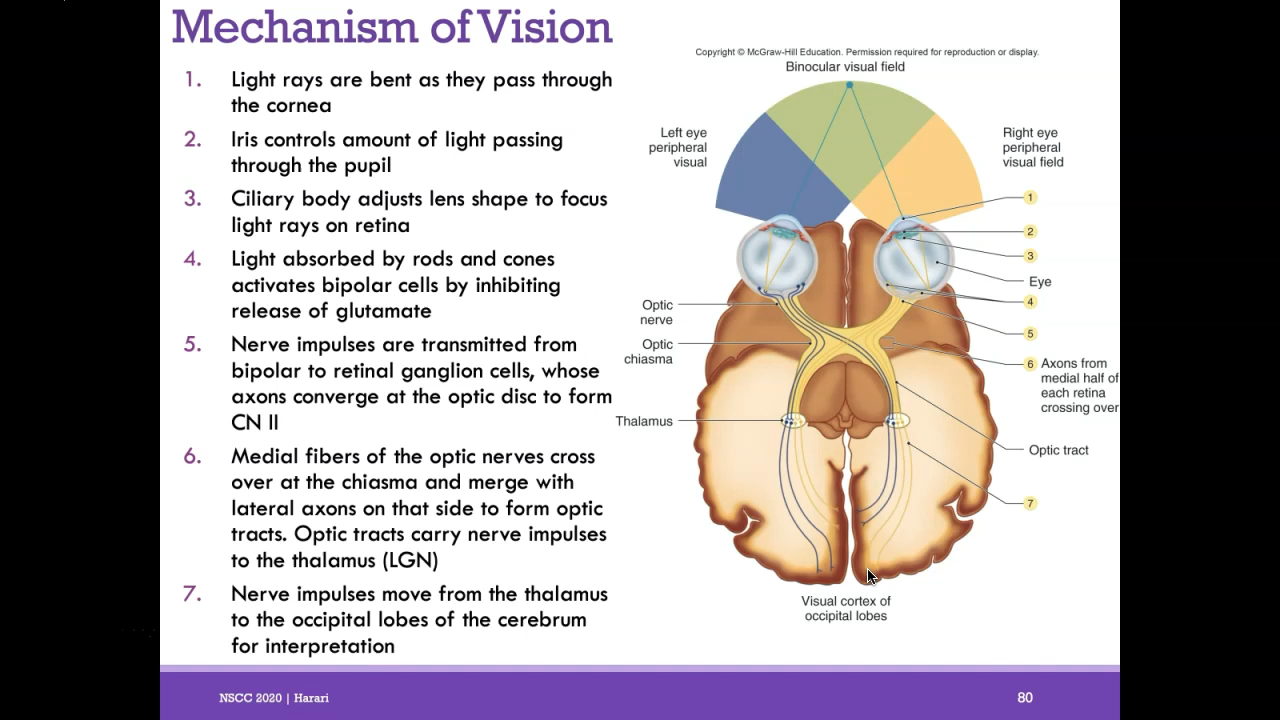 Mechanism of Vision
1. Light rays are bent as they pass through
the cornea
2. Iris controls amount of light passing
through the pupil
3. Ciliary body adjusts lens shape to focus
light rays on retina
4. Light absorbed by rods and cones
activates bipolar cells by inhibiting
release of glutamate
5. Nerve impulses are transmitted from
bipolar to retinal ganglion cells, whose
axons converge at the optic disc to form
CN II
6. Medial fibers of the optic nerves cross
over at the chiasma and merge with
lateral axons on that side to form optic
tracts. Optic tracts carry nerve impulses
to the thalamus (LGN)
7. Nerve impulses move from the thalamus
to the occipital lobes of the cerebrum
for interpretation
Copyright © McGraw-Hill Education. Permission required for reproduction or display.
Binocular visual field
Left eye
peripheral
visual
Right eye
peripheral
visual field
1
2
3
Eye
4
5
6 Axons from
medial half of
each retina
crossing over
Optic tract
7
Optic
nerve
Optic
chiasma
Thalamus
Visual cortex of
occipital lobes
NSCC 2020 | Harari
80